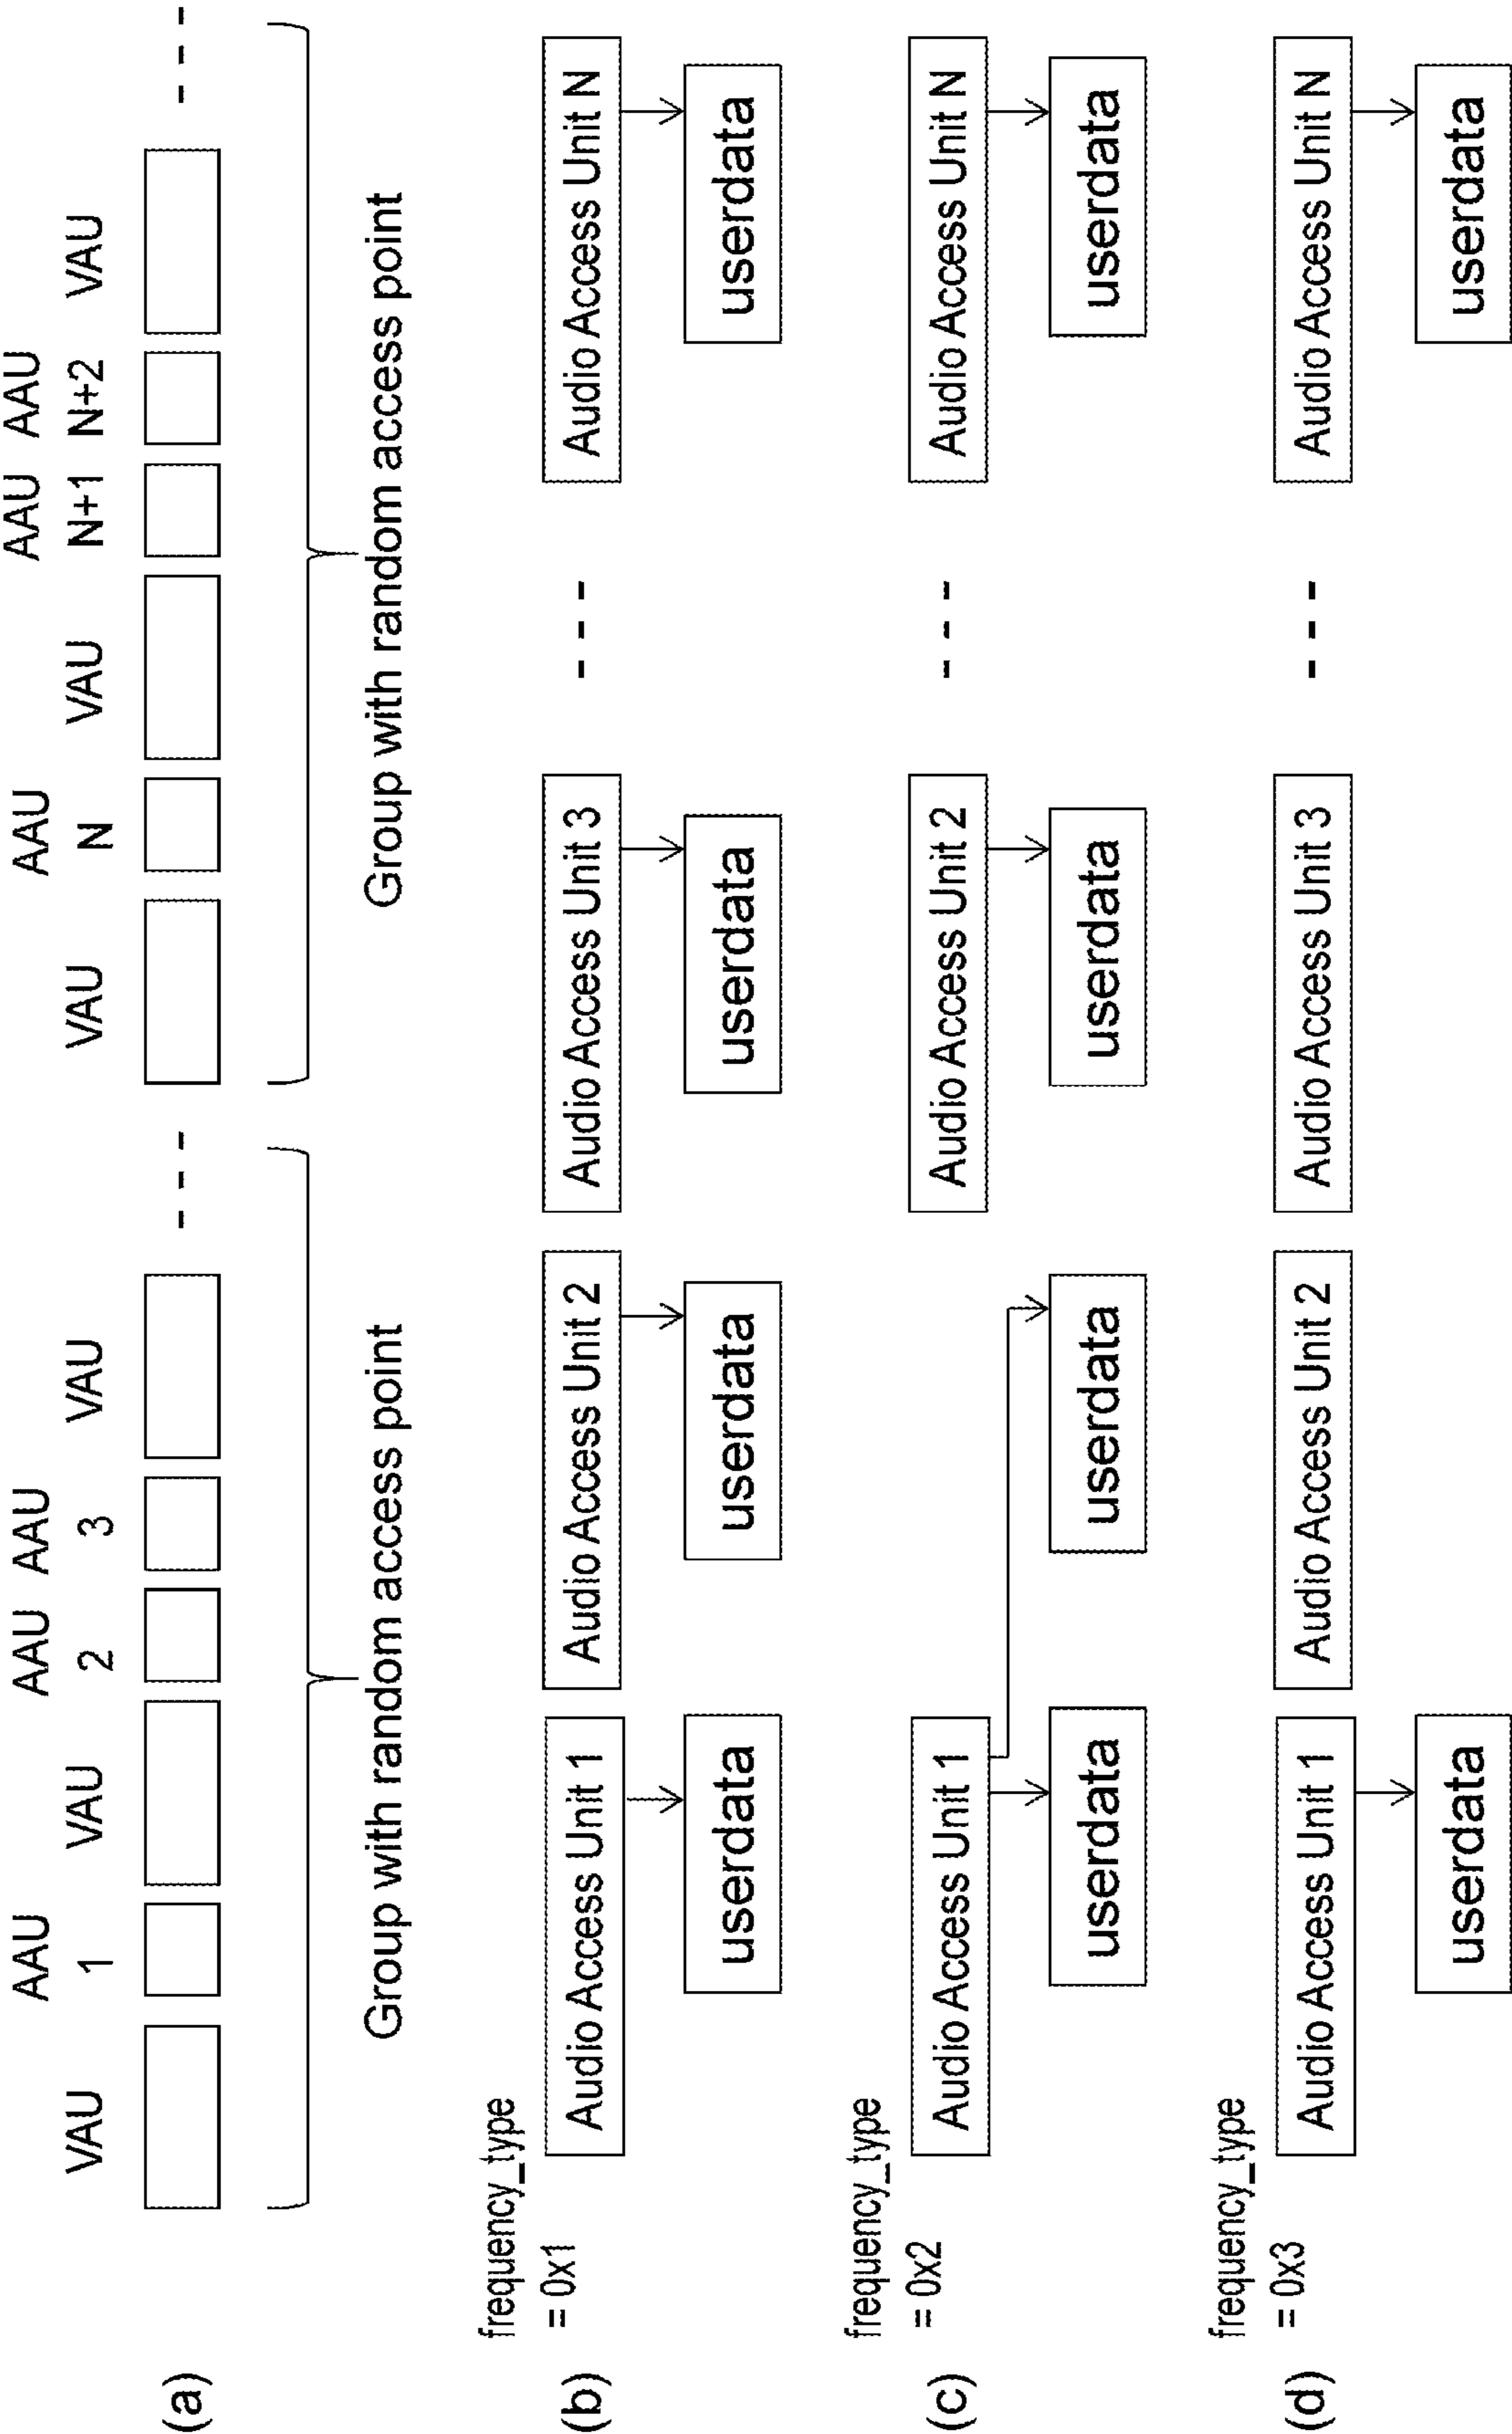 VAU AAU 1 VAU AAU 2 AAU 3 VAU - - - VAU AAU N VAU AAU N+1 AAU N+2 VAU - - -
(a)
Group with random access point Group with random access point
frequency_type
= 0x1
(b)
Audio Access Unit 1 Audio Access Unit 2 Audio Access Unit 3 - - - Audio Access Unit N
userdata userdata userdata userdata
frequency_type
= 0x2
(c)
Audio Access Unit 1 Audio Access Unit 2 - - - Audio Access Unit N
userdata userdata userdata userdata
frequency_type
= 0x3
(d)
Audio Access Unit 1 Audio Access Unit 2 Audio Access Unit 3 - - - Audio Access Unit N
userdata userdata